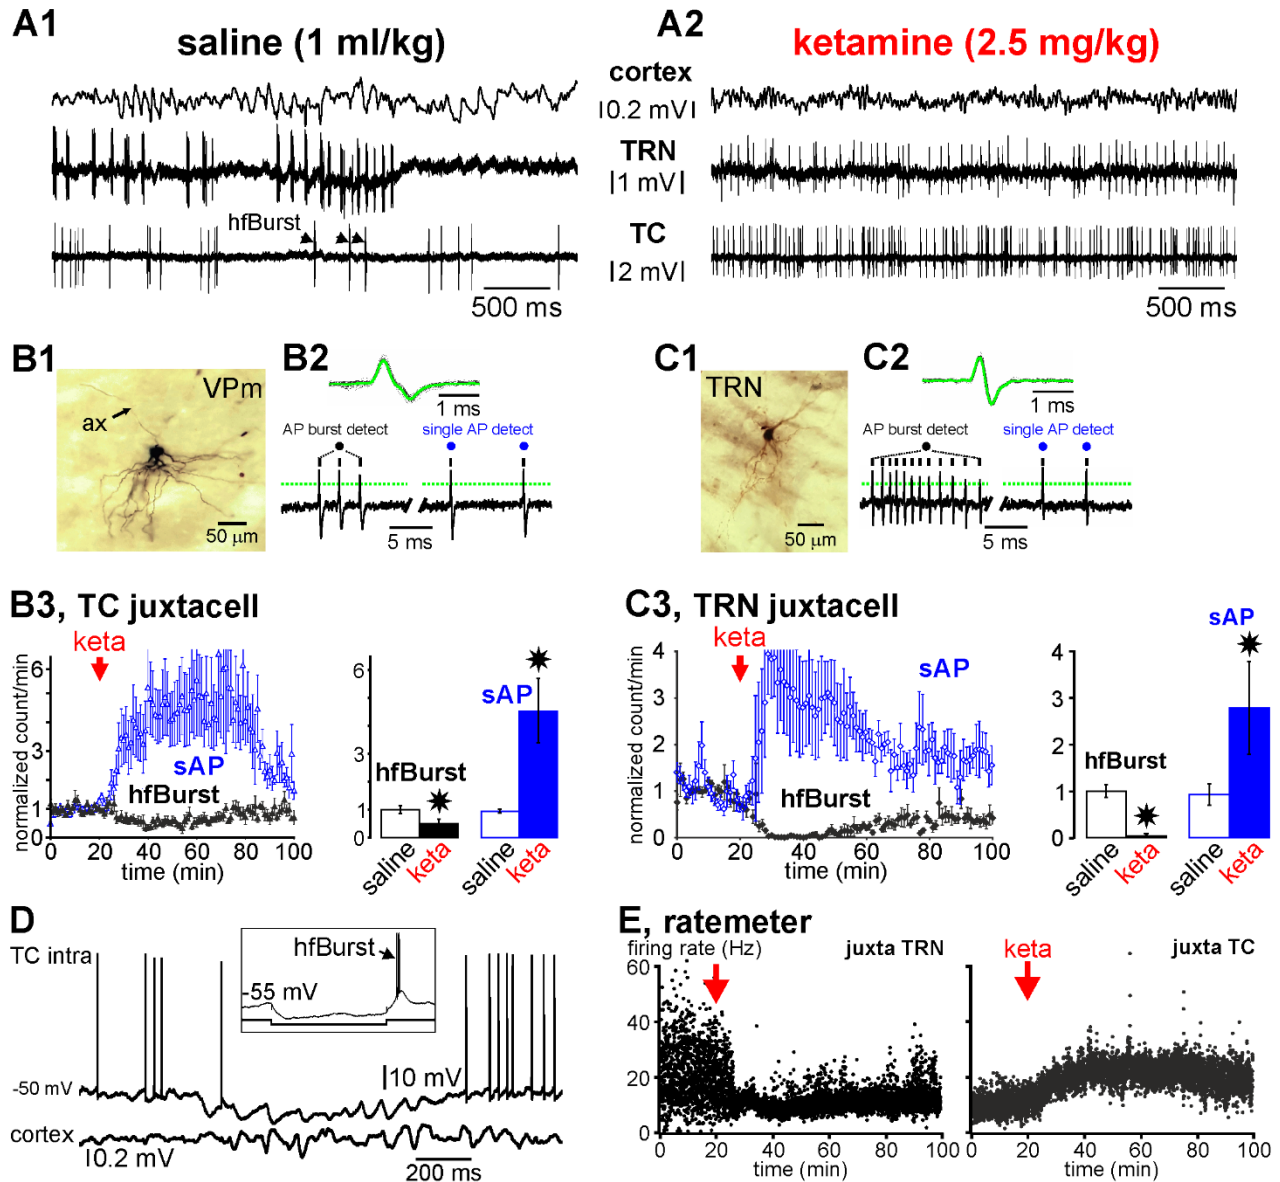 A1
saline (1 ml/kg)
A2
ketamine (2.5 mg/kg)
cortex
|0.2 mV|
TRN
|1 mV|
hfBurst
TC
|2 mV|
500 ms
500 ms
B1
VPm
ax
50 µm
B2
1 ms
AP burst detect
single AP detect
5 ms
C1
TRN
50 µm
C2
1 ms
AP burst detect
single AP detect
5 ms
B3, TC juxtacell
keta
normalized count/min
6
3
1
0
sAP
hfBurst
0 20 40 60 80 100
time (min)
6
3
0
hfBurst
sAP
saline
keta
saline
keta
C3, TRN juxtacell
keta
normalized count/min
4
3
2
1
0
sAP
hfBurst
0 20 40 60 80 100
time (min)
sAP
4
3
2
1
0
hfBurst
saline
keta
saline
keta
D
TC intra
hfBurst
-55 mV
-50 mV
|10 mV
cortex
|0.2 mV
200 ms
E, ratemeter
firing rate (Hz)
juxta TRN
60
40
20
0
0 20 40 60 80 100
time (min)
keta
juxta TC
0 20 40 60 80 100
time (min)